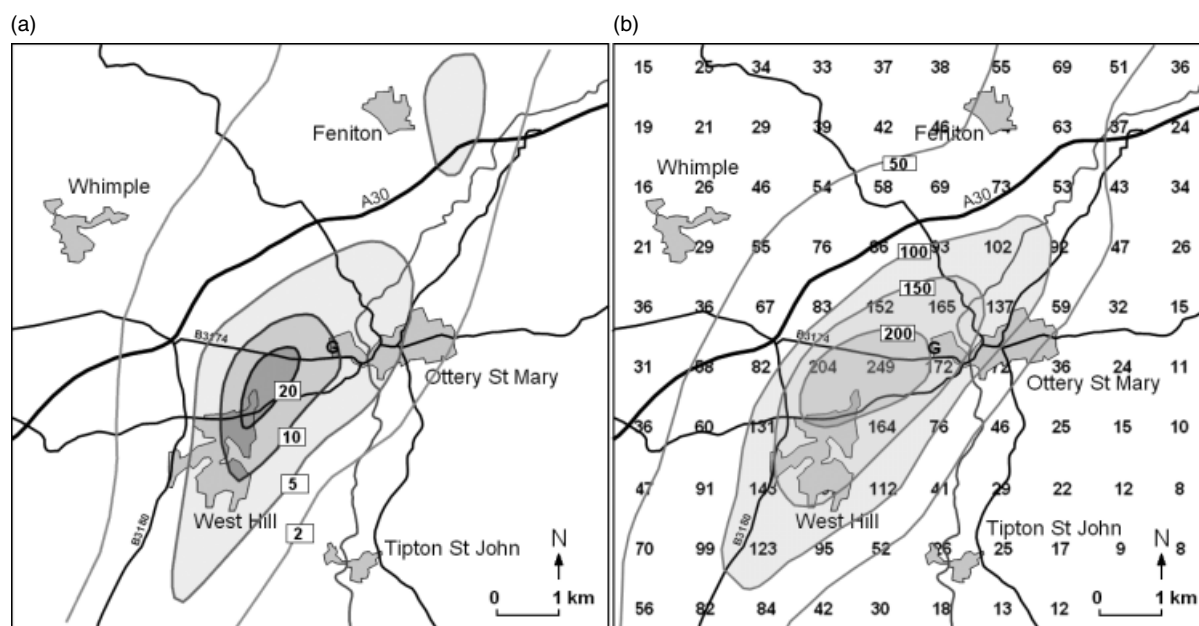 (a)
Feniton
Whimple
A30
B3174
G
Ottery St Mary
20
10
5
2
West Hill
B3180
Tipton St John
N
0 1 km
(b)
15 25 34 33 37 38 55 69 51 36
19 21 29 39 42 46 63 37 24
Feniton
50
Whimple
16 26 46 54 58 69 73 53 43 34
A30
21 29 55 76 86 93 102 92 47 26
100
150
36 36 67 83 152 165 137 59 32 15
B3174
200
G
31 58 82 204 249 172 36 24 11
Ottery St Mary
36 60 131 164 76 46 25 15 10
47 91 112 41 29 22 12 8
West Hill
B3180
Tipton St John
N
70 99 123 95 52 25 17 9 8
0 1 km
56 82 84 42 30 18 13 12